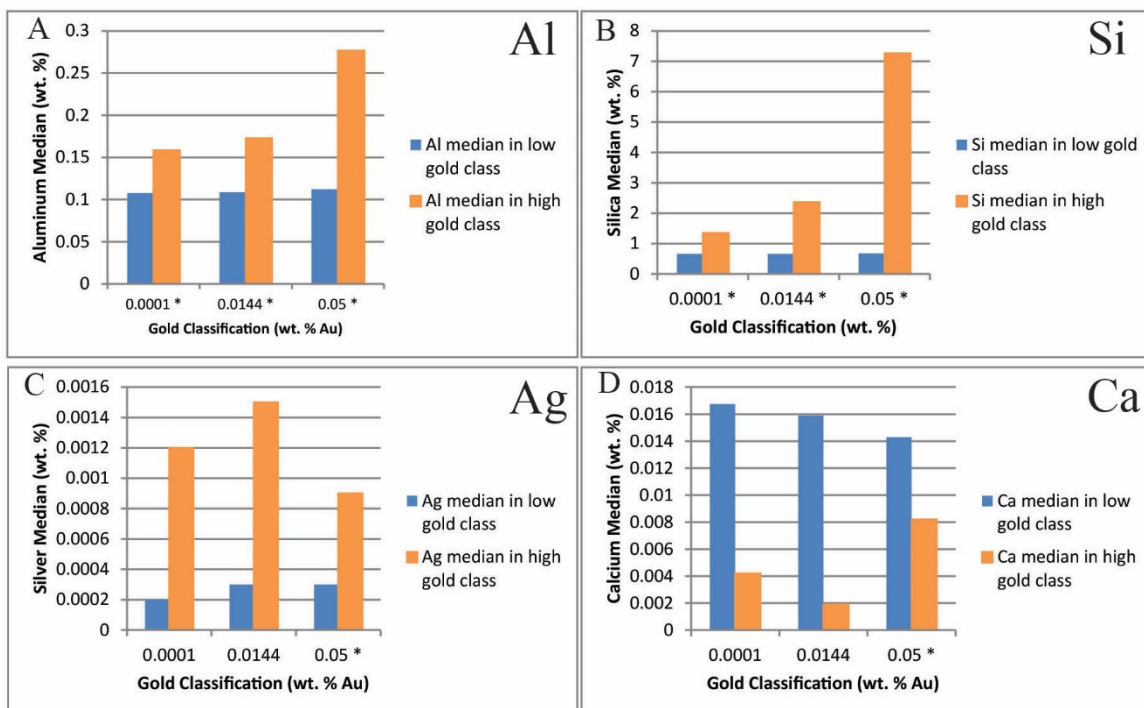 A
Al
0.3
0.25
0.2
0.15
0.1
0.05
0
Aluminum Median (wt. %)
0.0001 *
0.0144 *
0.05 *
Gold Classification (wt. % Au)
Al median in low
gold class
Al median in high
gold class
B
Si
8
7
6
5
4
3
2
1
0
Silica Median (wt. %)
0.0001 *
0.0144 *
0.05 *
Gold Classification (wt. %)
Si median in low gold
class
Si median in high
gold class
C
Ag
0.0016
0.0014
0.0012
0.001
0.0008
0.0006
0.0004
0.0002
0
Silver Median (wt. %)
0.0001
0.0144
0.05 *
Gold Classification (wt. % Au)
Ag median in low
gold class
Ag median in high
gold class
D
Ca
0.018
0.016
0.014
0.012
0.01
0.008
0.006
0.004
0.002
0
Calcium Median (wt. %)
0.0001
0.0144
0.05 *
Gold Classification (wt. % Au)
Ca median in low
gold class
Ca median in high
gold class